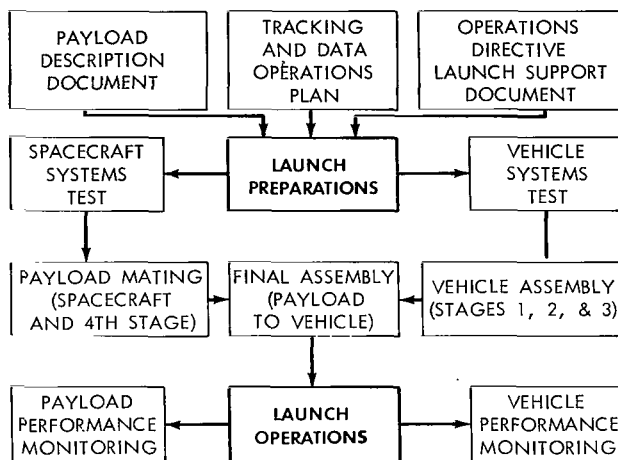 PAYLOAD
DESCRIPTION
DOCUMENT
TRACKING
AND DATA
OPERATIONS
PLAN
OPERATIONS
DIRECTIVE
LAUNCH SUPPORT
DOCUMENT
SPACECRAFT
SYSTEMS
TEST
LAUNCH
PREPARATIONS
VEHICLE
SYSTEMS
TEST
PAYLOAD MATING
(SPACECRAFT
AND 4TH STAGE)
FINAL ASSEMBLY
(PAYLOAD
TO VEHICLE)
VEHICLE ASSEMBLY
(STAGES 1, 2, & 3)
PAYLOAD
PERFORMANCE
MONITORING
LAUNCH
OPERATIONS
VEHICLE
PERFORMANCE
MONITORING